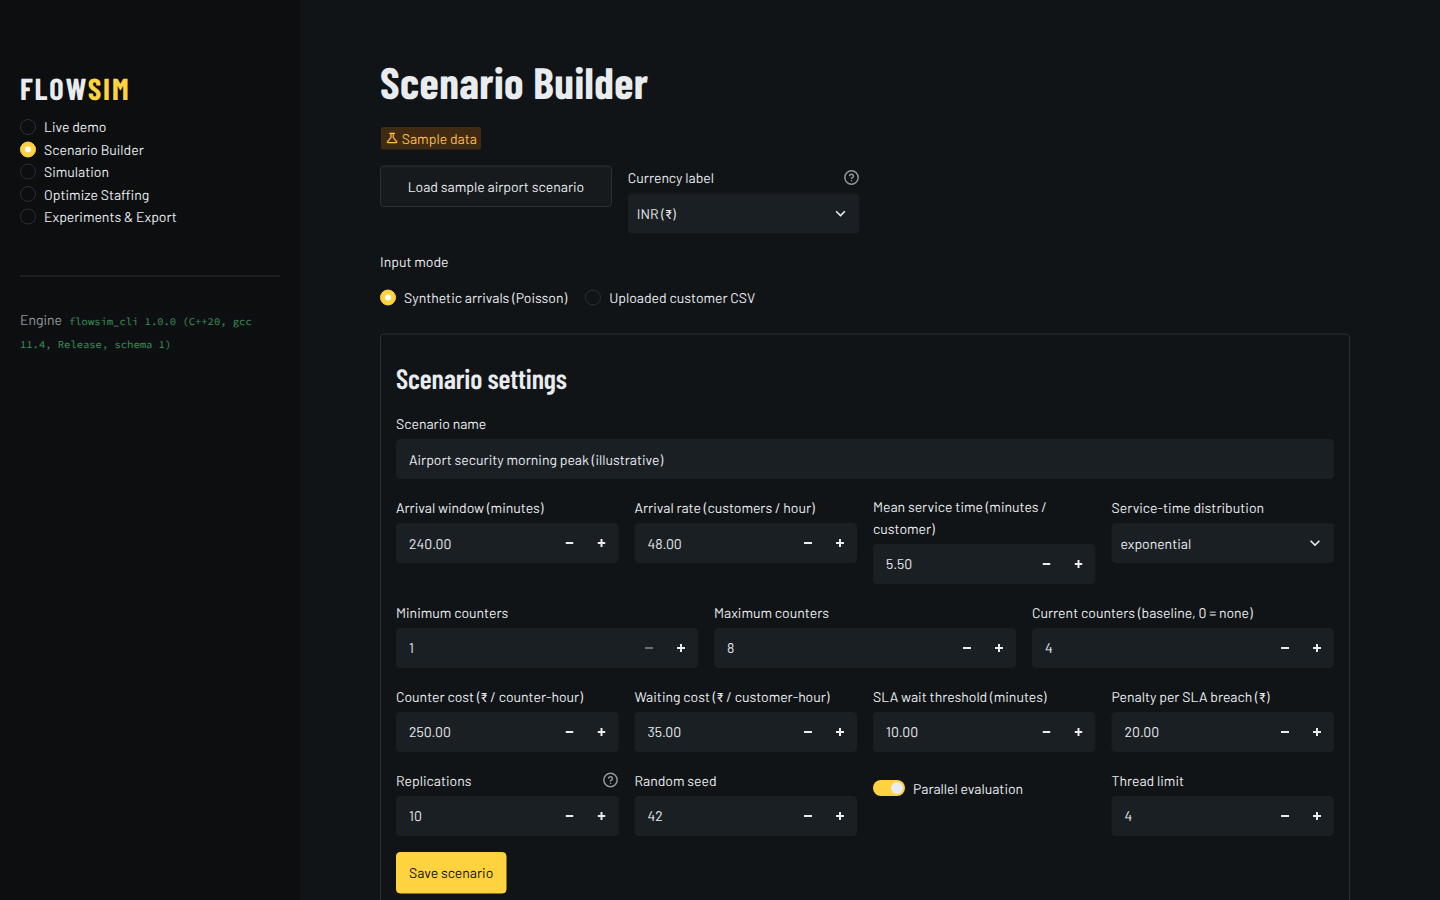 FLOWSIM
Live demo
Scenario Builder
Simulation
Optimize Staffing
Experiments & Export
Engine flowsim_cli 1.0.0 (C++20, gcc
11.4, Release, schema 1)
Scenario Builder
Sample data
Load sample airport scenario
Currency label
INR (₹)
Input mode
Synthetic arrivals (Poisson)
Uploaded customer CSV
Scenario settings
Scenario name
Airport security morning peak (illustrative)
Arrival window (minutes)
240.00
Arrival rate (customers / hour)
48.00
Mean service time (minutes /
customer)
5.50
Service-time distribution
exponential
Minimum counters
1
Maximum counters
8
Current counters (baseline, 0 = none)
4
Counter cost (₹ / counter-hour)
250.00
Waiting cost (₹ / customer-hour)
35.00
SLA wait threshold (minutes)
10.00
Penalty per SLA breach (₹)
20.00
Replications
10
Random seed
42
Parallel evaluation
Thread limit
4
Save scenario